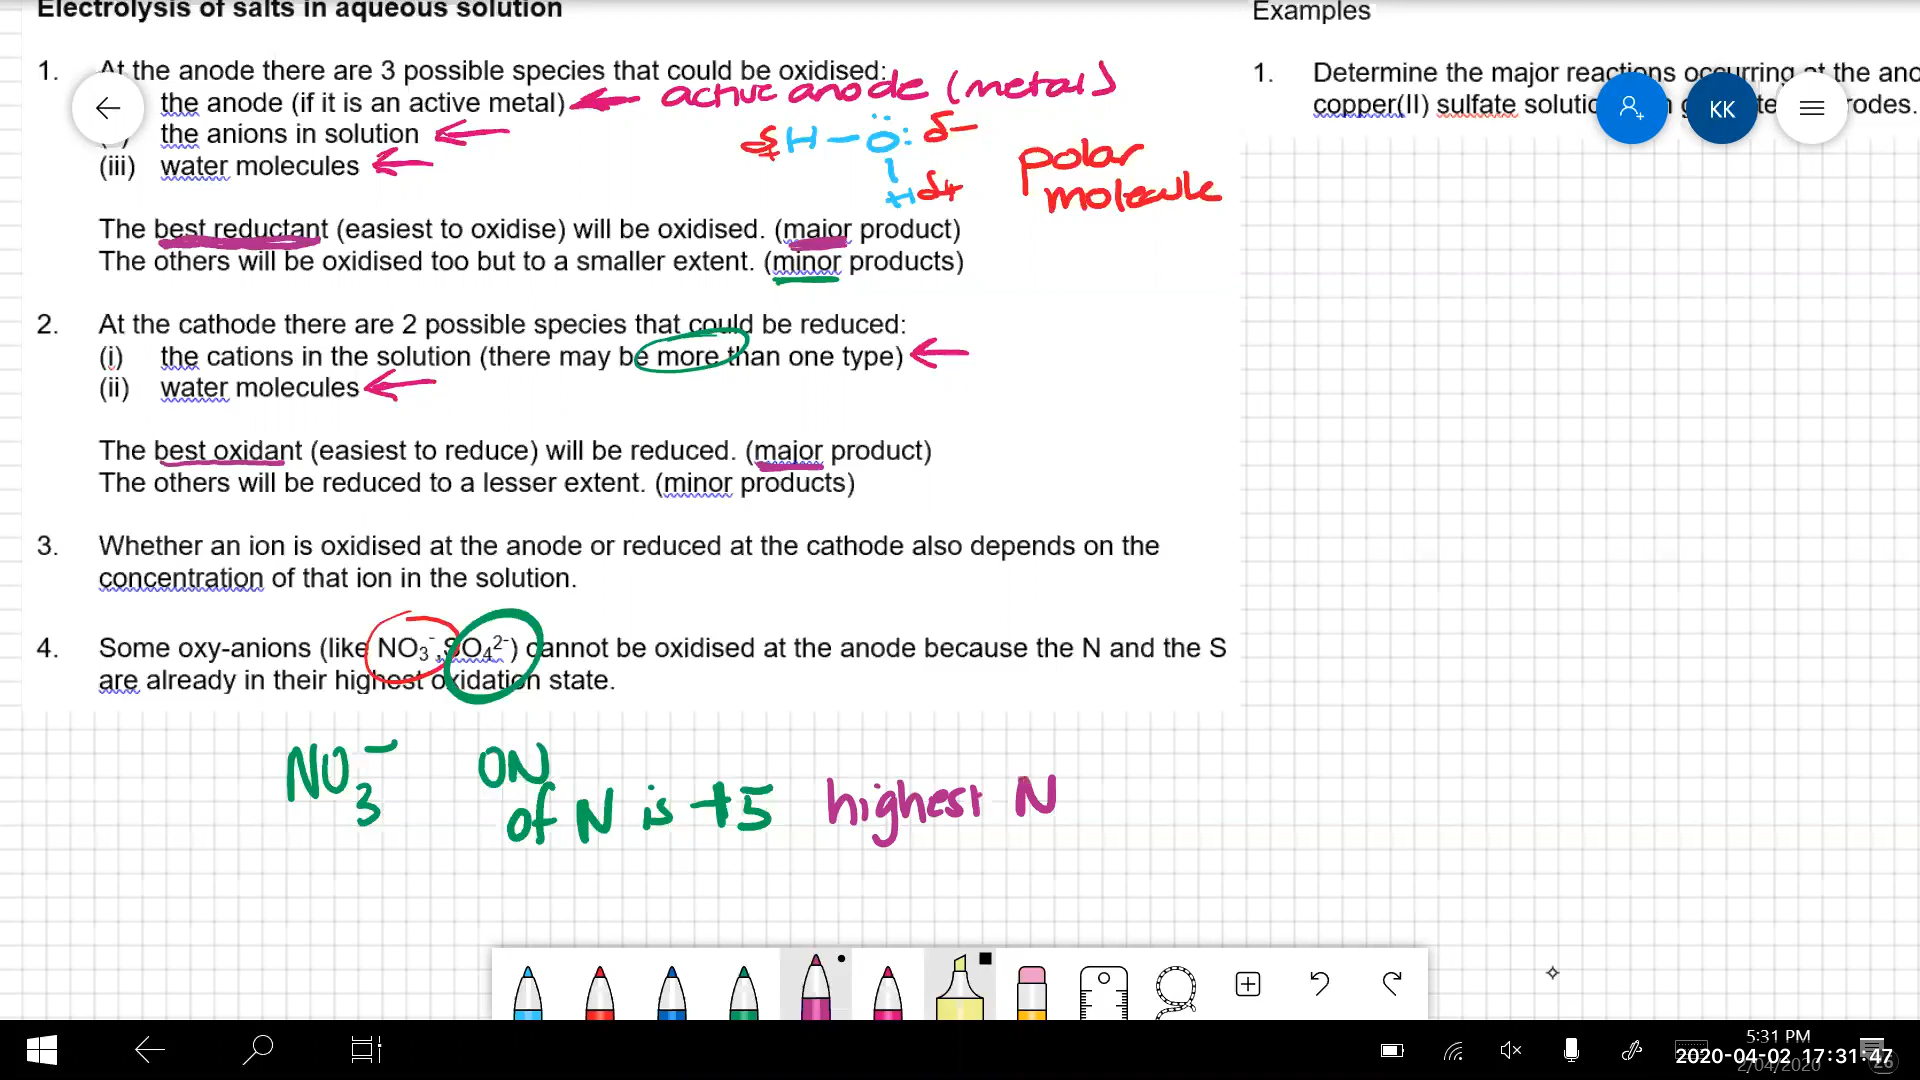 Electrolysis of salts in aqueous solution
1. At the anode there are 3 possible species that could be oxidised:
the anode (if it is an active metal) active anode (metal)
the anions in solution
(iii) water molecules
δ+ H – O: δ–
H δ+
polar
molecule
The best reductant (easiest to oxidise) will be oxidised. (major product)
The others will be oxidised too but to a smaller extent. (minor products)
2. At the cathode there are 2 possible species that could be reduced:
(i) the cations in the solution (there may be more than one type)
(ii) water molecules
The best oxidant (easiest to reduce) will be reduced. (major product)
The others will be reduced to a lesser extent. (minor products)
3. Whether an ion is oxidised at the anode or reduced at the cathode also depends on the
concentration of that ion in the solution.
4. Some oxy-anions (like NO₃⁻, SO₄²⁻) cannot be oxidised at the anode because the N and the S
are already in their highest oxidation state.
NO₃⁻ ON
of N is +5 highest N
Examples
1. Determine the major reactions occurring at the
copper(II) sulfate
KK
5:31 PM
2020-04-02 17:31:47
2/04/2020
26